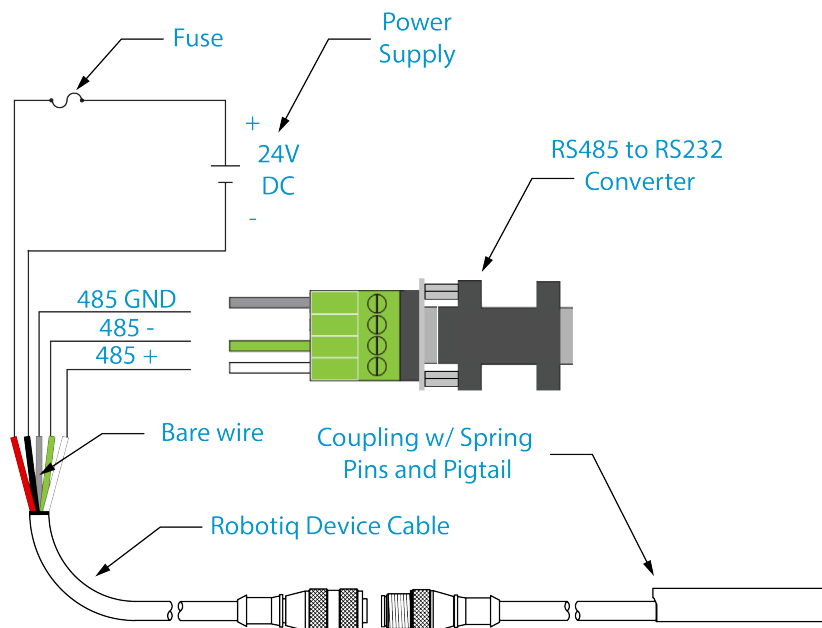 Fuse
Power
Supply
+
24V
DC
-
RS485 to RS232
Converter
485 GND
485 -
485 +
Bare wire
Coupling w/ Spring
Pins and Pigtail
Robotiq Device Cable